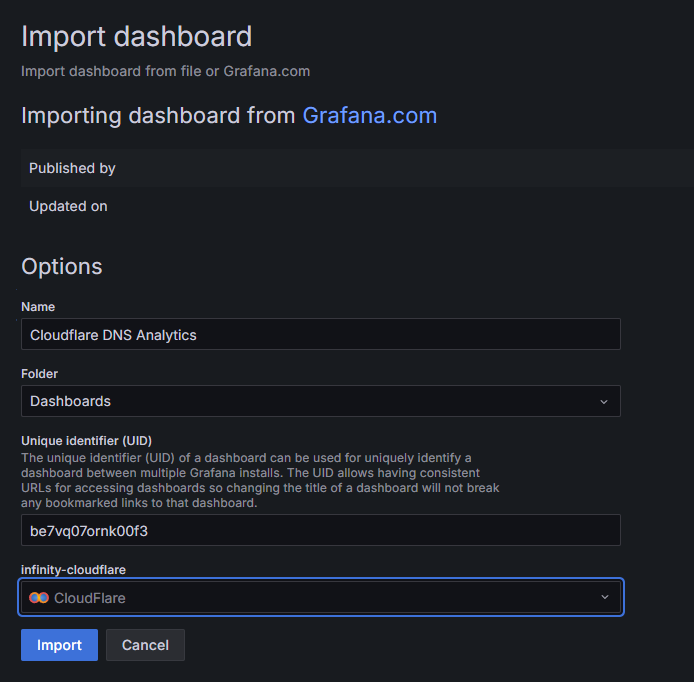 Import dashboard
Import dashboard from file or Grafana.com
Importing dashboard from Grafana.com
Published by
Updated on
Options
Name
Cloudflare DNS Analytics
Folder
Dashboards
Unique identifier (UID)
The unique identifier (UID) of a dashboard can be used for uniquely identify a
dashboard between multiple Grafana installs. The UID allows having consistent
URLs for accessing dashboards so changing the title of a dashboard will not break
any bookmarked links to that dashboard.
be7vq07ornk00f3
infinity-cloudflare
CloudFlare
Import Cancel